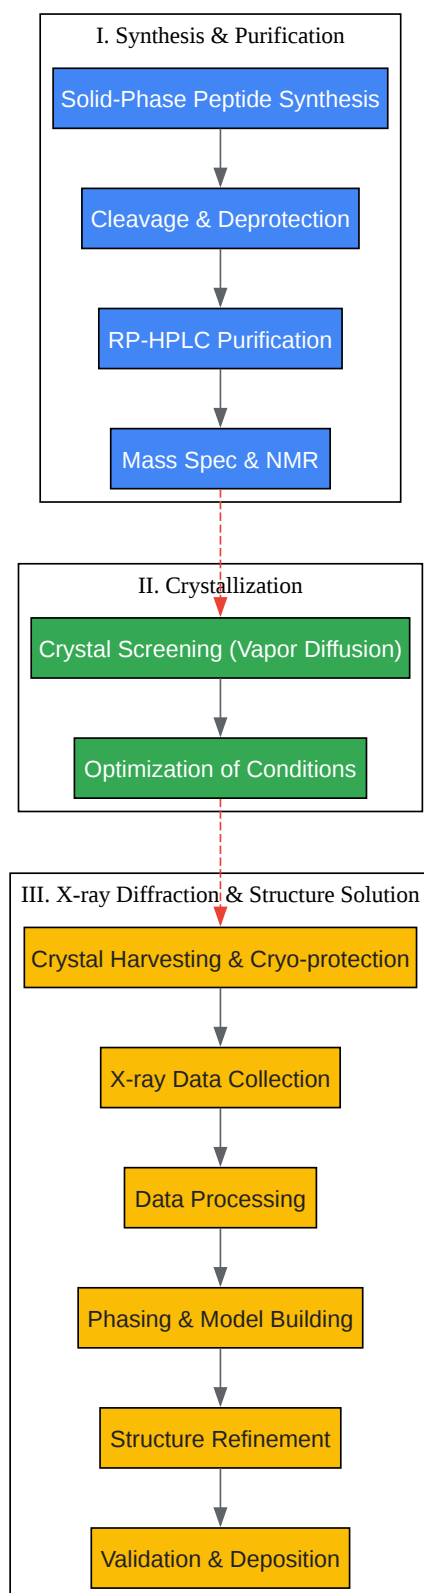 I. Synthesis & Purification
Solid-Phase Peptide Synthesis
Cleavage & Deprotection
RP-HPLC Purification
Mass Spec & NMR
II. Crystallization
Crystal Screening (Vapor Diffusion)
Optimization of Conditions
III. X-ray Diffraction & Structure Solution
Crystal Harvesting & Cryo-protection
X-ray Data Collection
Data Processing
Phasing & Model Building
Structure Refinement
Validation & Deposition